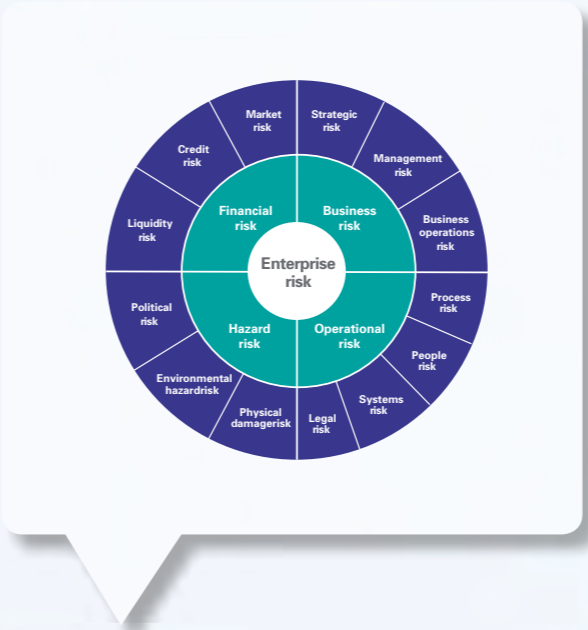 Market
risk
Strategic
risk
Credit
risk
Management
risk
Liquidity
risk
Financial
risk
Business
risk
Business
operations
risk
Enterprise
risk
Political
risk
Hazard
risk
Operational
risk
Process
risk
People
risk
Environmental
hazardrisk
Physical
damagerisk
Legal
risk
Systems
risk